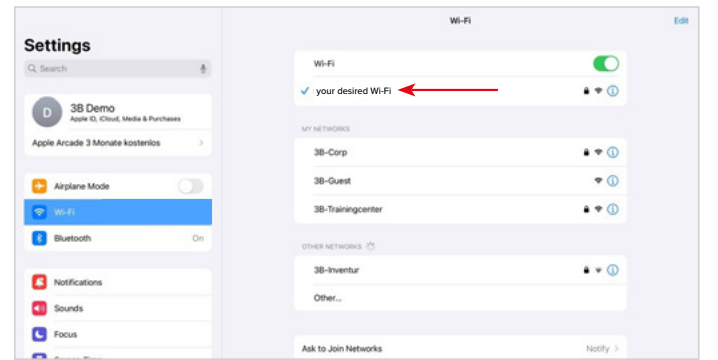 Wi-Fi
Edit
Settings
Search
D
3B Demo
Apple ID, iCloud, Media & Purchases
Apple Arcade 3 Monate kostenlos
Airplane Mode
Wi-Fi
Bluetooth On
Notifications
Sounds
Focus
Wi-Fi
your desired Wi-Fi
MY NETWORKS
3B-Corp
3B-Guest
3B-Trainingcenter
OTHER NETWORKS
3B-Inventur
Other...
Ask to Join Networks Notify